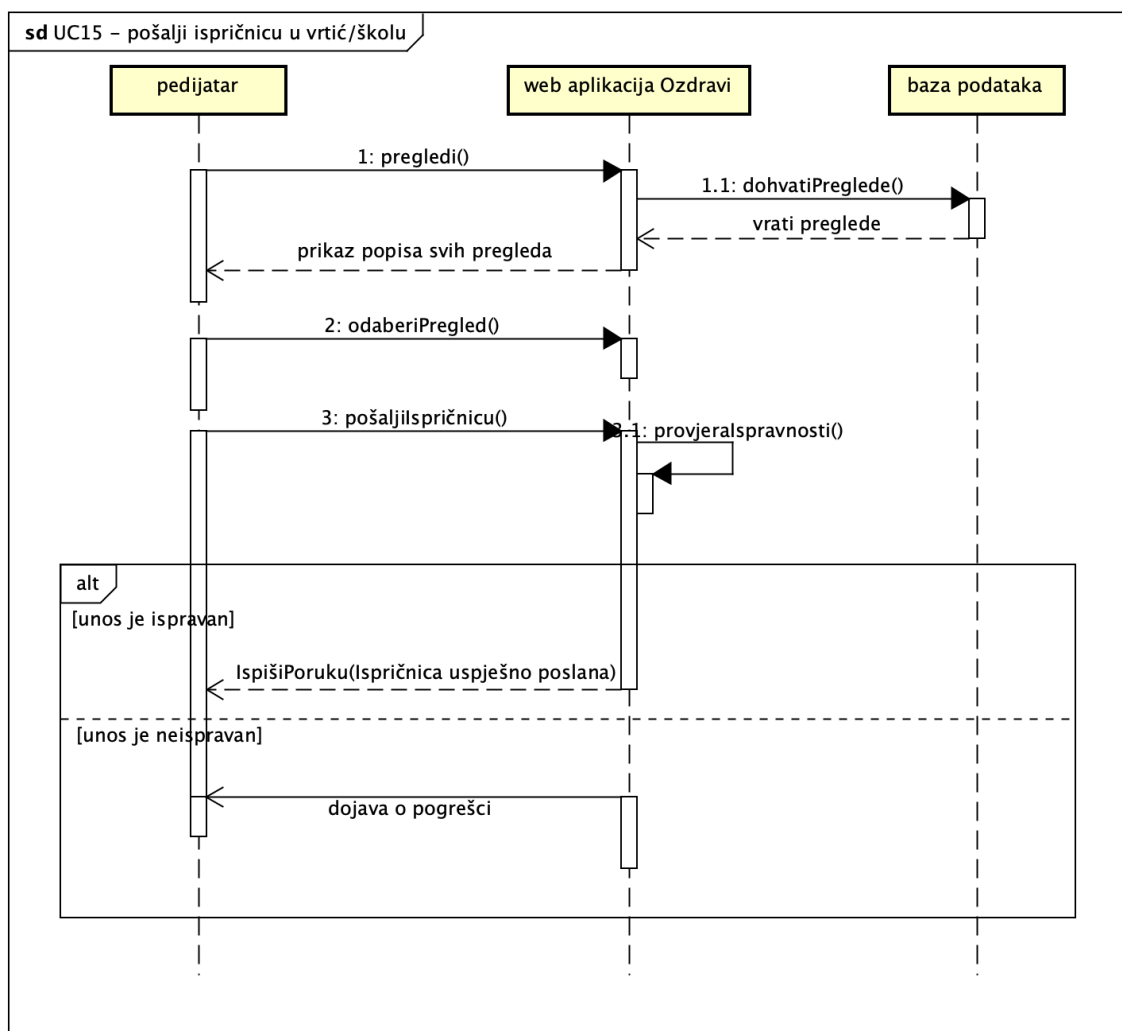 sd UC15 – pošalji ispričnicu u vrtić/školu
pedijatar
web aplikacija Ozdravi
baza podataka
1: pregledi()
1.1: dohvatiPreglede()
vrati preglede
prikaz popisa svih pregleda
2: odaberiPregled()
3: pošaljiIspričnicu()
3.1: provjeraIspravnosti()
alt
[unos je ispravan]
IspišiPoruku(Ispričnica uspješno poslana)
[unos je neispravan]
dojava o pogrešci